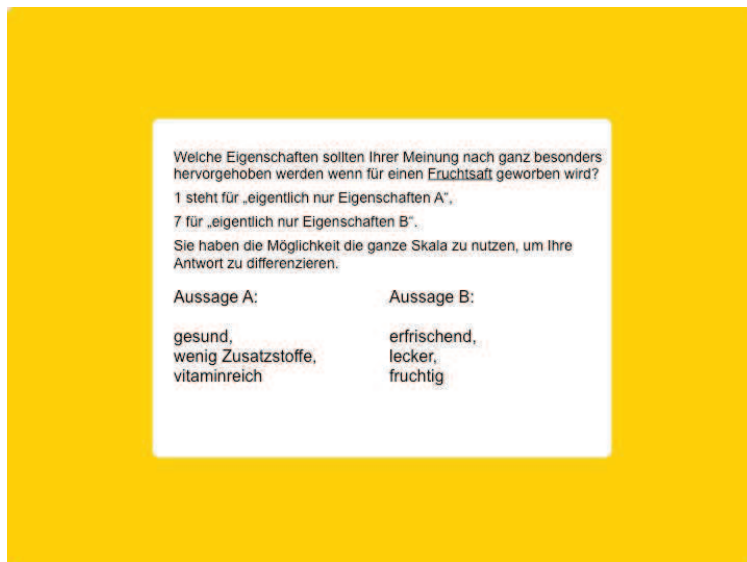 Welche Eigenschaften sollten Ihrer Meinung nach ganz besonders
hervorgehoben werden wenn für einen Fruchtsaft geworben wird?
1 steht für „eigentlich nur Eigenschaften A“,
7 für „eigentlich nur Eigenschaften B“.
Sie haben die Möglichkeit die ganze Skala zu nutzen, um Ihre
Antwort zu differenzieren.
Aussage A: Aussage B:
gesund, erfrischend,
wenig Zusatzstoffe, lecker,
vitaminreich fruchtig